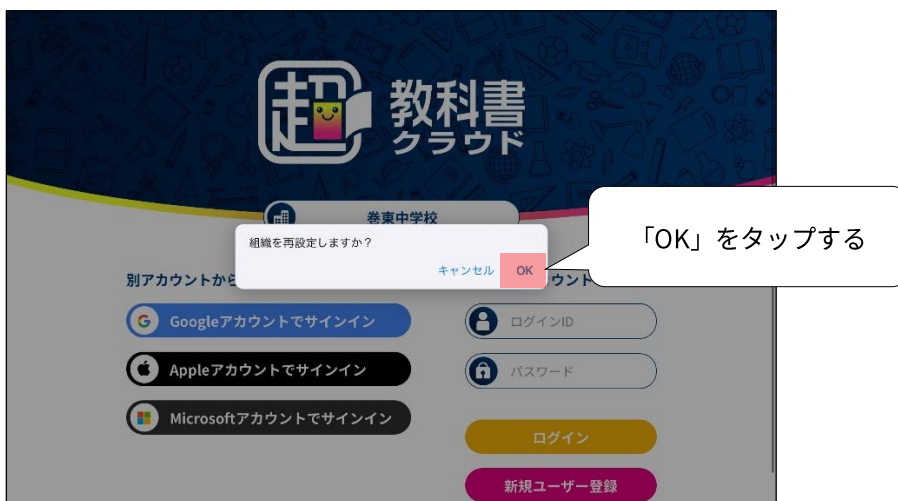 超 教科書
クラウド
巻東中学校
組織を再設定しますか？
キャンセル OK
「OK」をタップする
別アカウントから
ウント
Googleアカウントでサインイン
Appleアカウントでサインイン
Microsoftアカウントでサインイン
ログインID
パスワード
ログイン
新規ユーザー登録